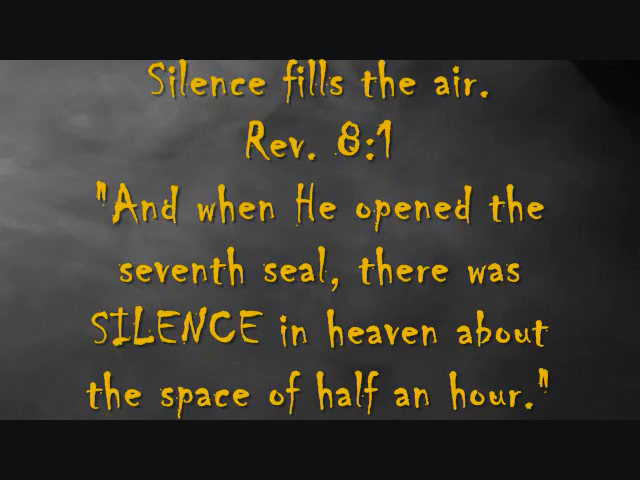 Silence fills the air.
Rev. 8:1
"And when He opened the
seventh seal, there was
SILENCE in heaven about
the space of half an hour."